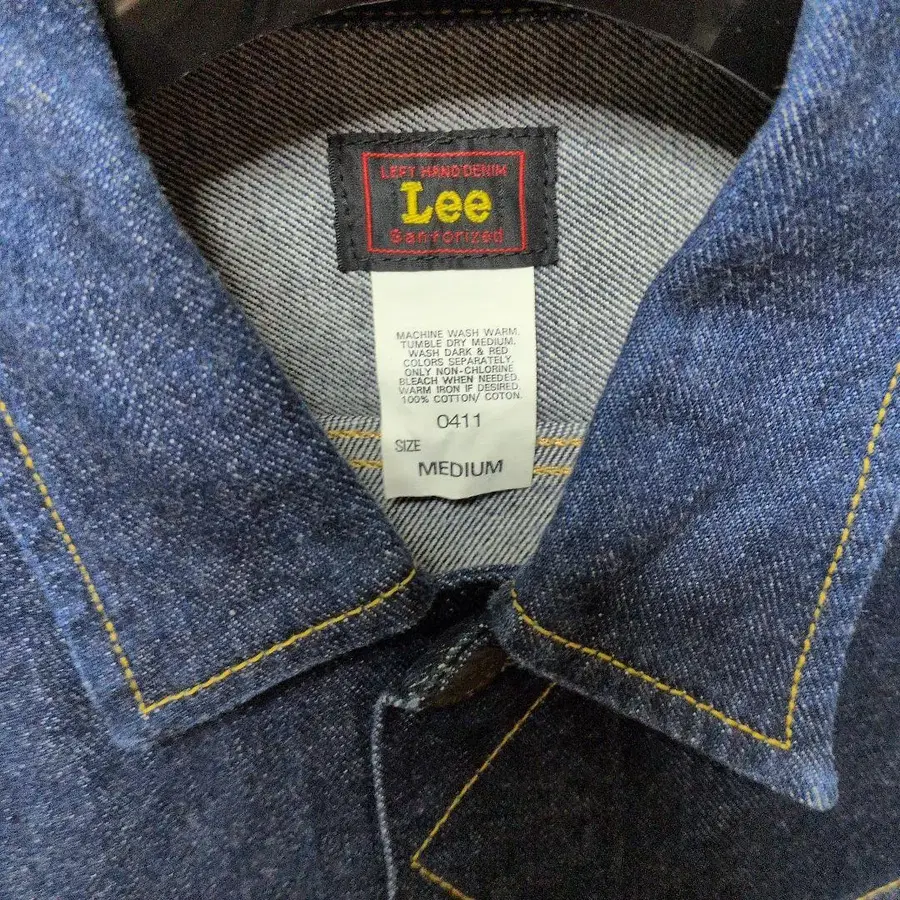 LEFT HAND DENIM
Lee
Sanforized
MACHINE WASH WARM.
TUMBLE DRY MEDIUM.
WASH DARK & RED
COLORS SEPARATELY.
ONLY NON-CHLORINE
BLEACH WHEN NEEDED.
WARM IRON IF DESIRED.
100% COTTON/ COTON.
0411
SIZE
MEDIUM